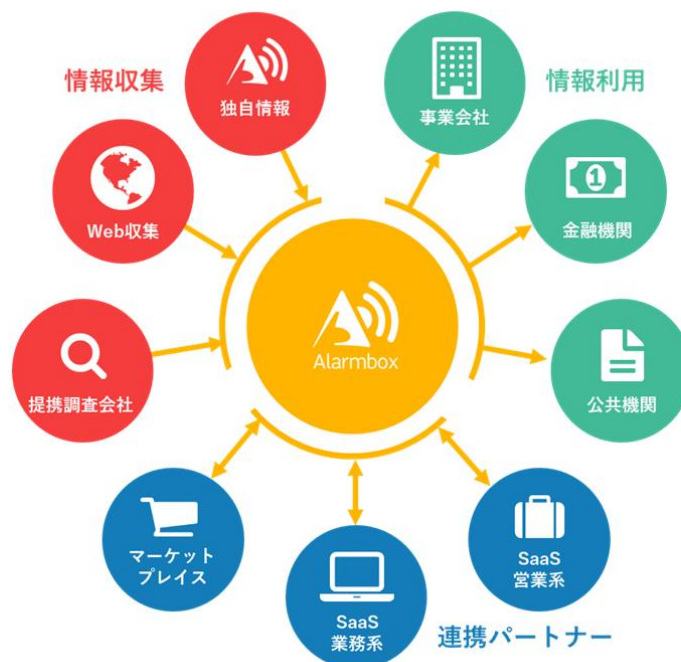 情報収集
独自情報
Web収集
提携調査会社
情報利用
事業会社
金融機関
公共機関
Alarmbox
マーケット
プレイス
SaaS
業務系
SaaS
営業系
連携パートナー